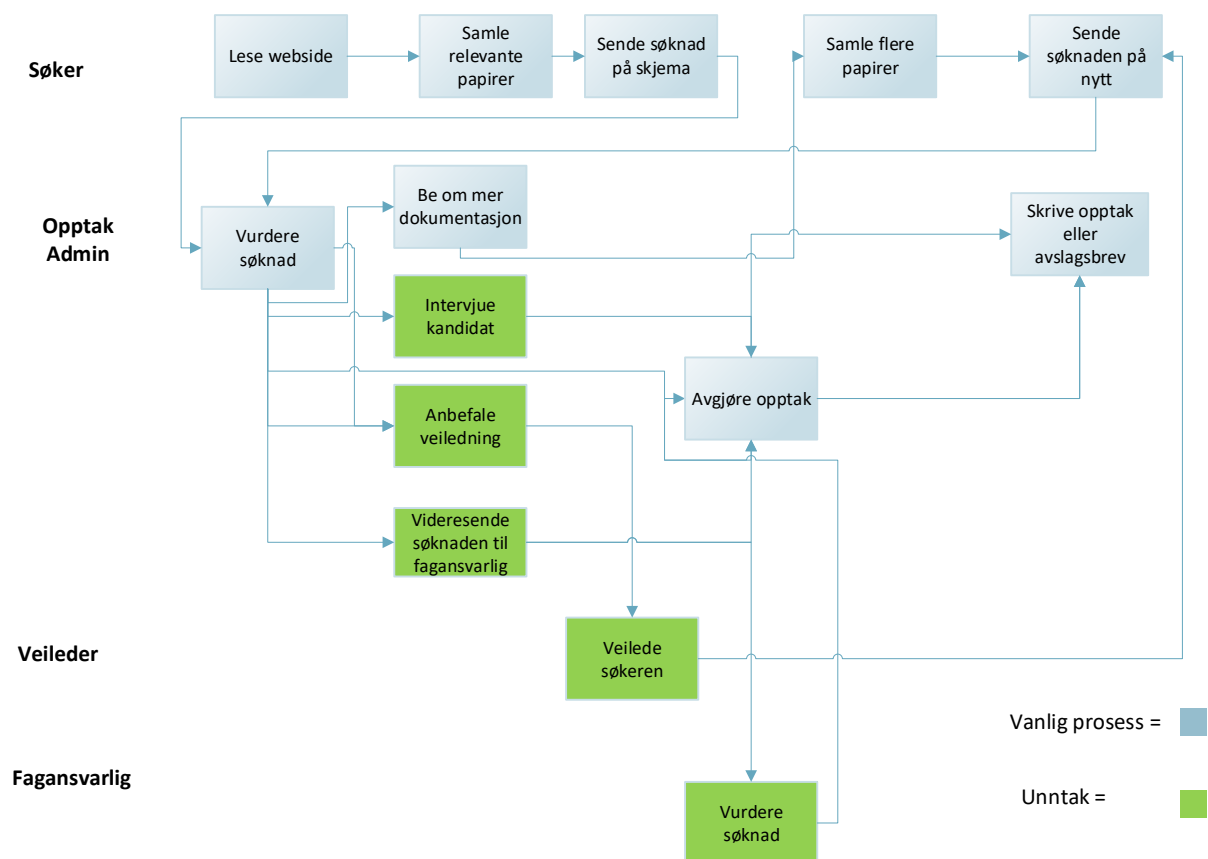 Søker
Lese webside
Samle
relevante
papirer
Sende søknad
på skjema
Samle flere
papirer
Sende
søknaden på
nytt
Opptak
Admin
Vurdere
søknad
Be om mer
dokumentasjon
Skrive opptak
eller
avslagsbrev
Intervjue
kandidat
Avgjøre opptak
Anbefale
veiledning
Videresende
søknaden til
fagansvarlig
Veileder
Veilede
søkeren
Vanlig prosess =
Fagansvarlig
Vurdere
søknad
Unntak =